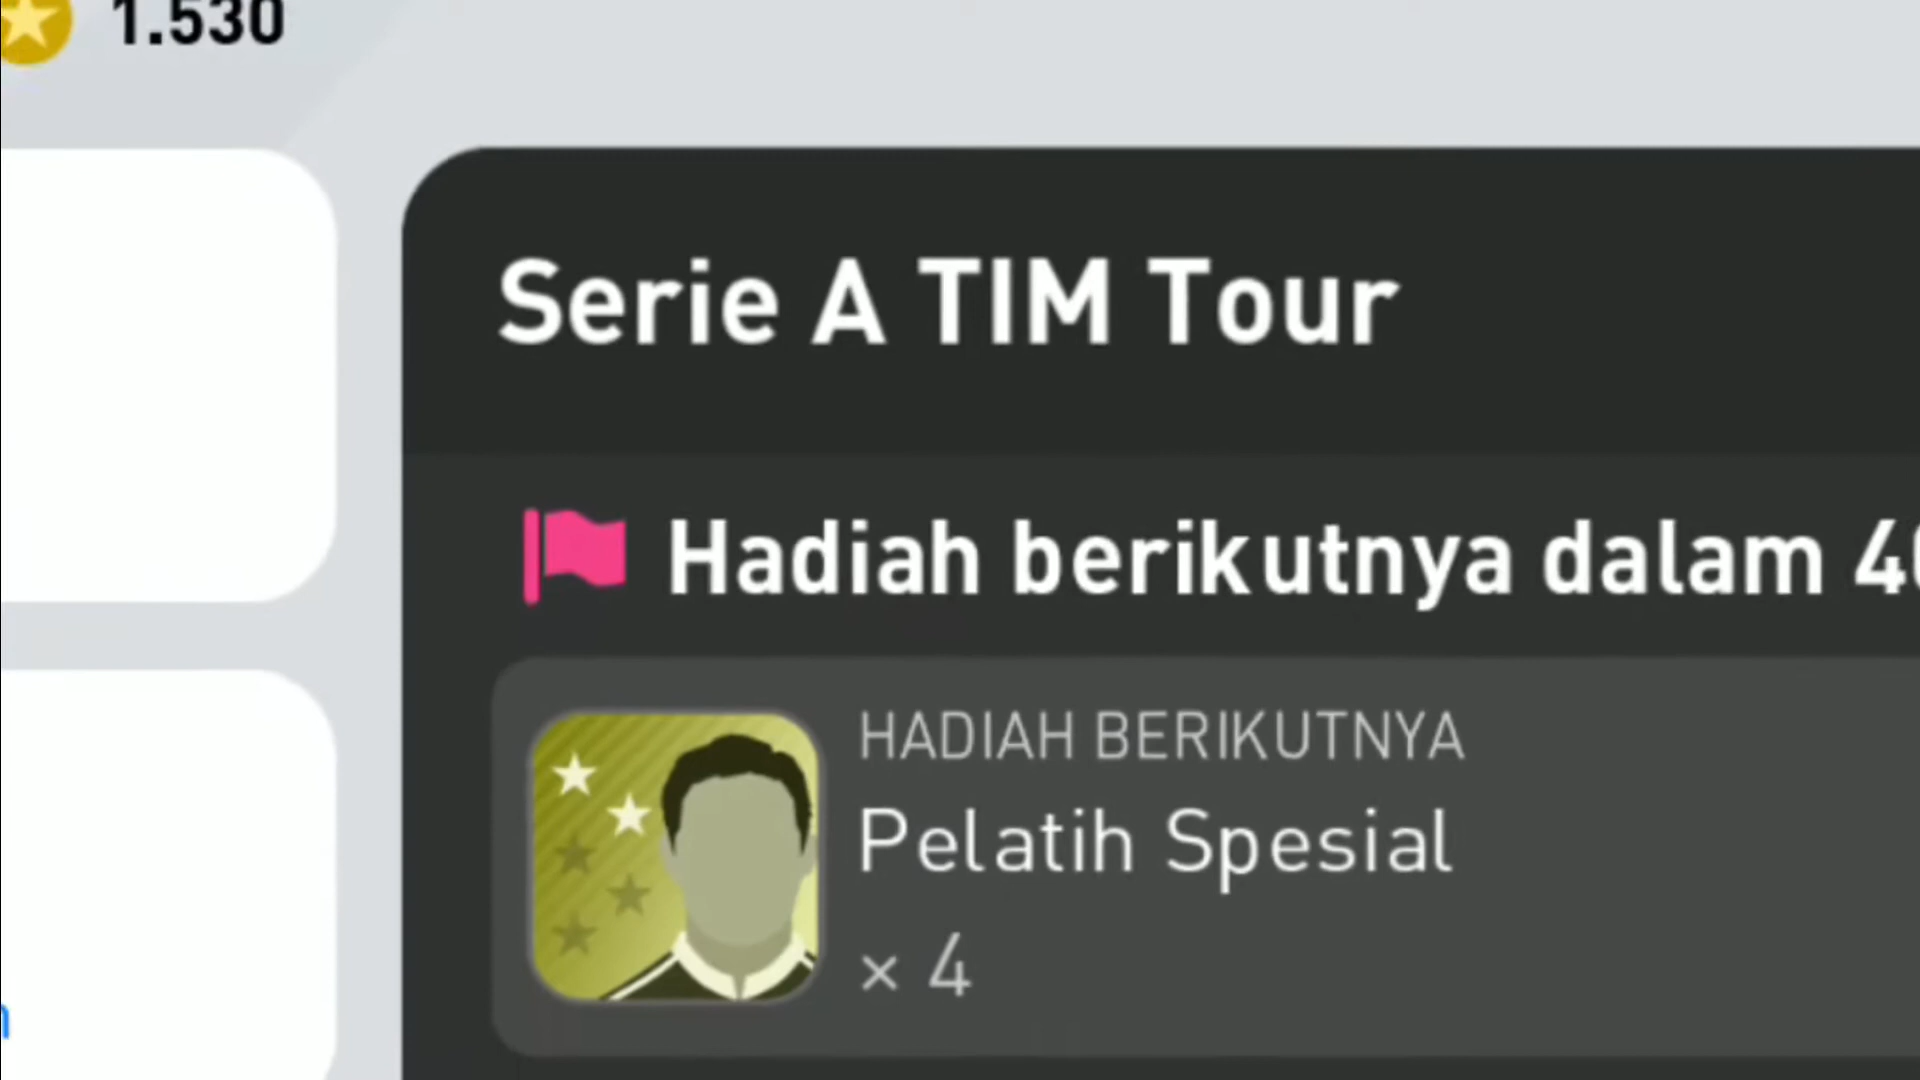 1.530
Serie A TIM Tour
Hadiah berikutnya dalam
HADIAH BERIKUTNYA
Pelatih Spesial
× 4